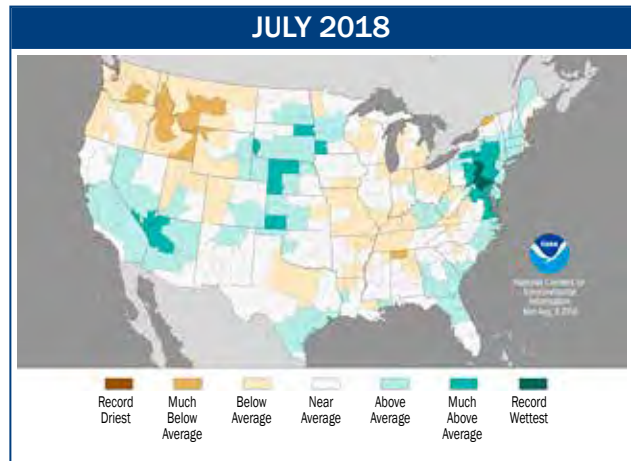 JULY 2018
NOAA
National Centers for
Environmental
Information
Record
Driest
Much
Below
Average
Below
Average
Near
Average
Above
Average
Much
Above
Average
Record
Wettest